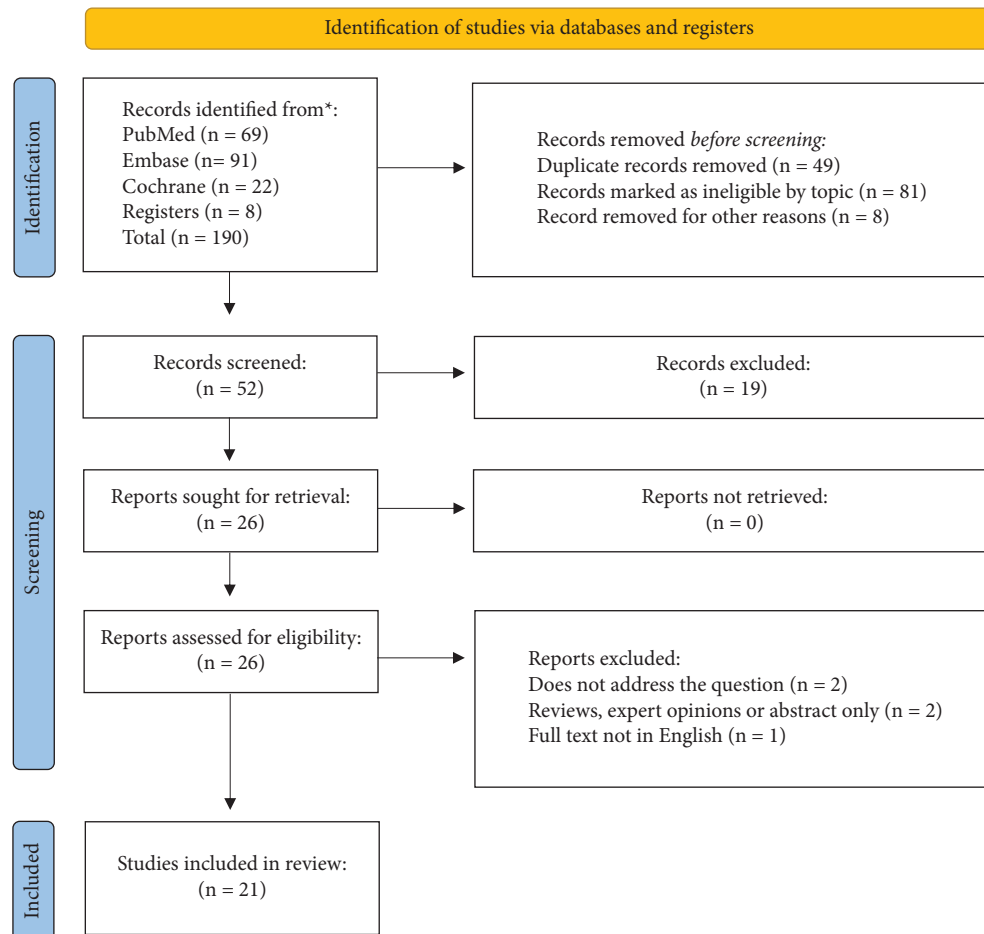 Identification of studies via databases and registers
Identification
Records identified from*:
PubMed (n = 69)
Embase (n= 91)
Cochrane (n = 22)
Registers (n = 8)
Total (n = 190)
Records removed before screening:
Duplicate records removed (n = 49)
Records marked as ineligible by topic (n = 81)
Record removed for other reasons (n = 8)
Screening
Records screened:
(n = 52)
Records excluded:
(n = 19)
Reports sought for retrieval:
(n = 26)
Reports not retrieved:
(n = 0)
Reports assessed for eligibility:
(n = 26)
Reports excluded:
Does not address the question (n = 2)
Reviews, expert opinions or abstract only (n = 2)
Full text not in English (n = 1)
Included
Studies included in review:
(n = 21)